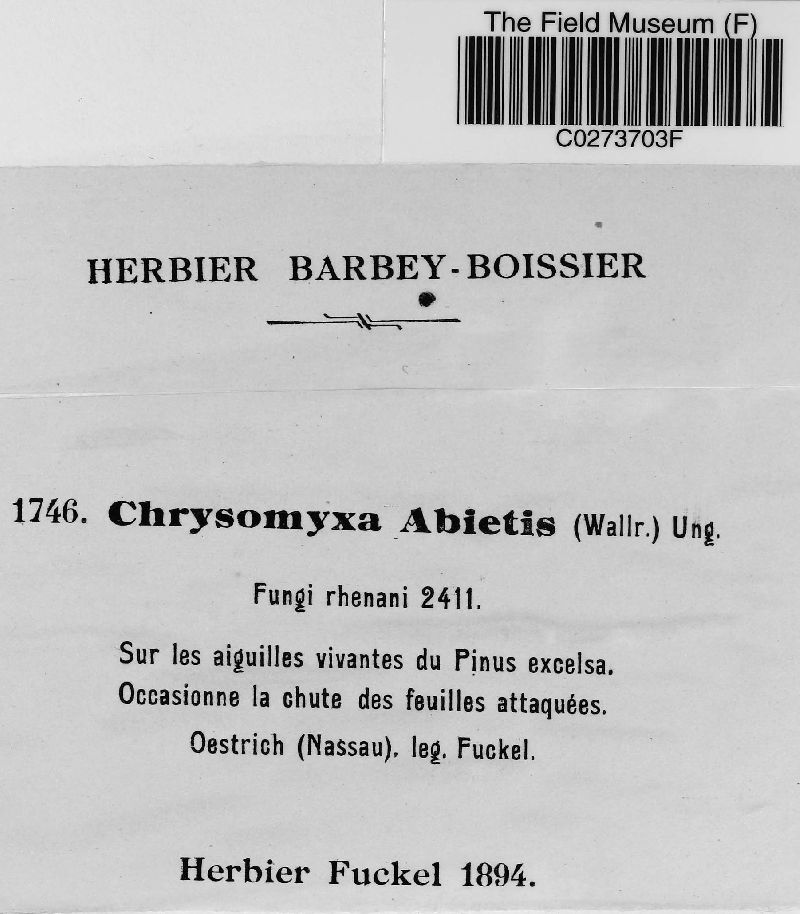 The Field Museum (F)
C0273703F
HERBIER BARBEY-BOISSIER
1746. Chrysomyxa Abietis (Wallr.) Ung.
Fungi rhenani 2411.
Sur les aiguilles vivantes du Pinus excelsa.
Occasionne la chute des feuilles attaquées.
Oestrich (Nassau), leg. Fuckel.
Herbier Fuckel 1894.